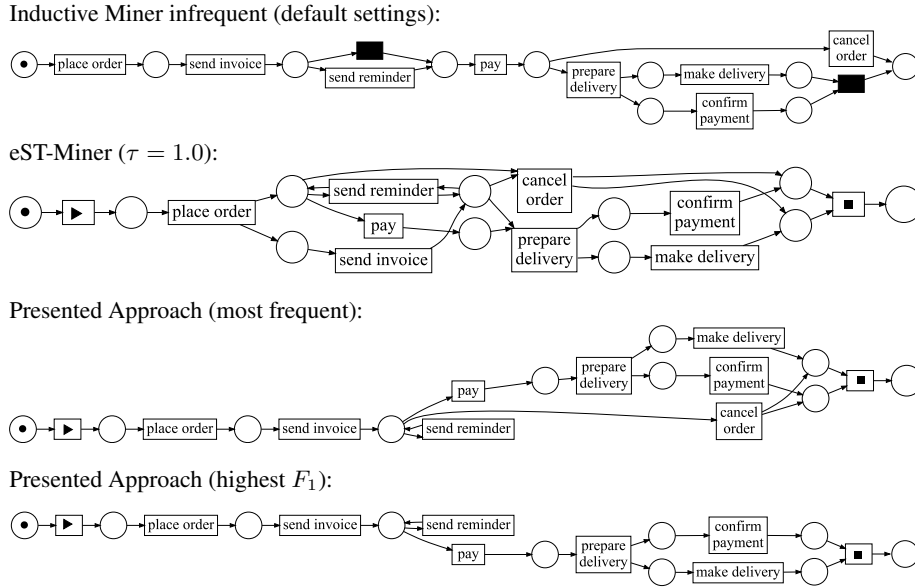 Inductive Miner infrequent (default settings):
cancel
order
place order
send invoice
send reminder
pay
prepare
delivery
make delivery
confirm
payment
eST-Miner (τ = 1.0):
send reminder
cancel
order
confirm
payment
place order
pay
send invoice
prepare
delivery
make delivery
Presented Approach (most frequent):
make delivery
prepare
delivery
confirm
payment
pay
cancel
order
place order
send invoice
send reminder
Presented Approach (highest F₁):
place order
send invoice
send reminder
pay
prepare
delivery
confirm
payment
make delivery